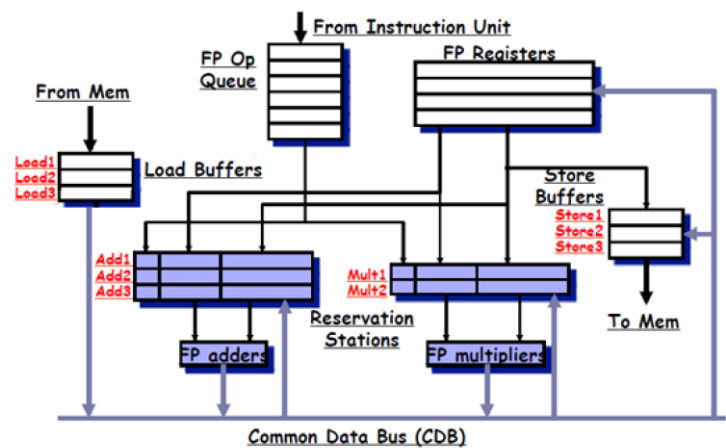 From Instruction Unit
FP Op
Queue
FP Registers
From Mem
Load Buffers
Load1
Load2
Load3
Store
Buffers
Store1
Store2
Store3
Add1
Add2
Add3
Mult1
Mult2
Reservation
Stations
To Mem
FP adders
FP multipliers
Common Data Bus (CDB)